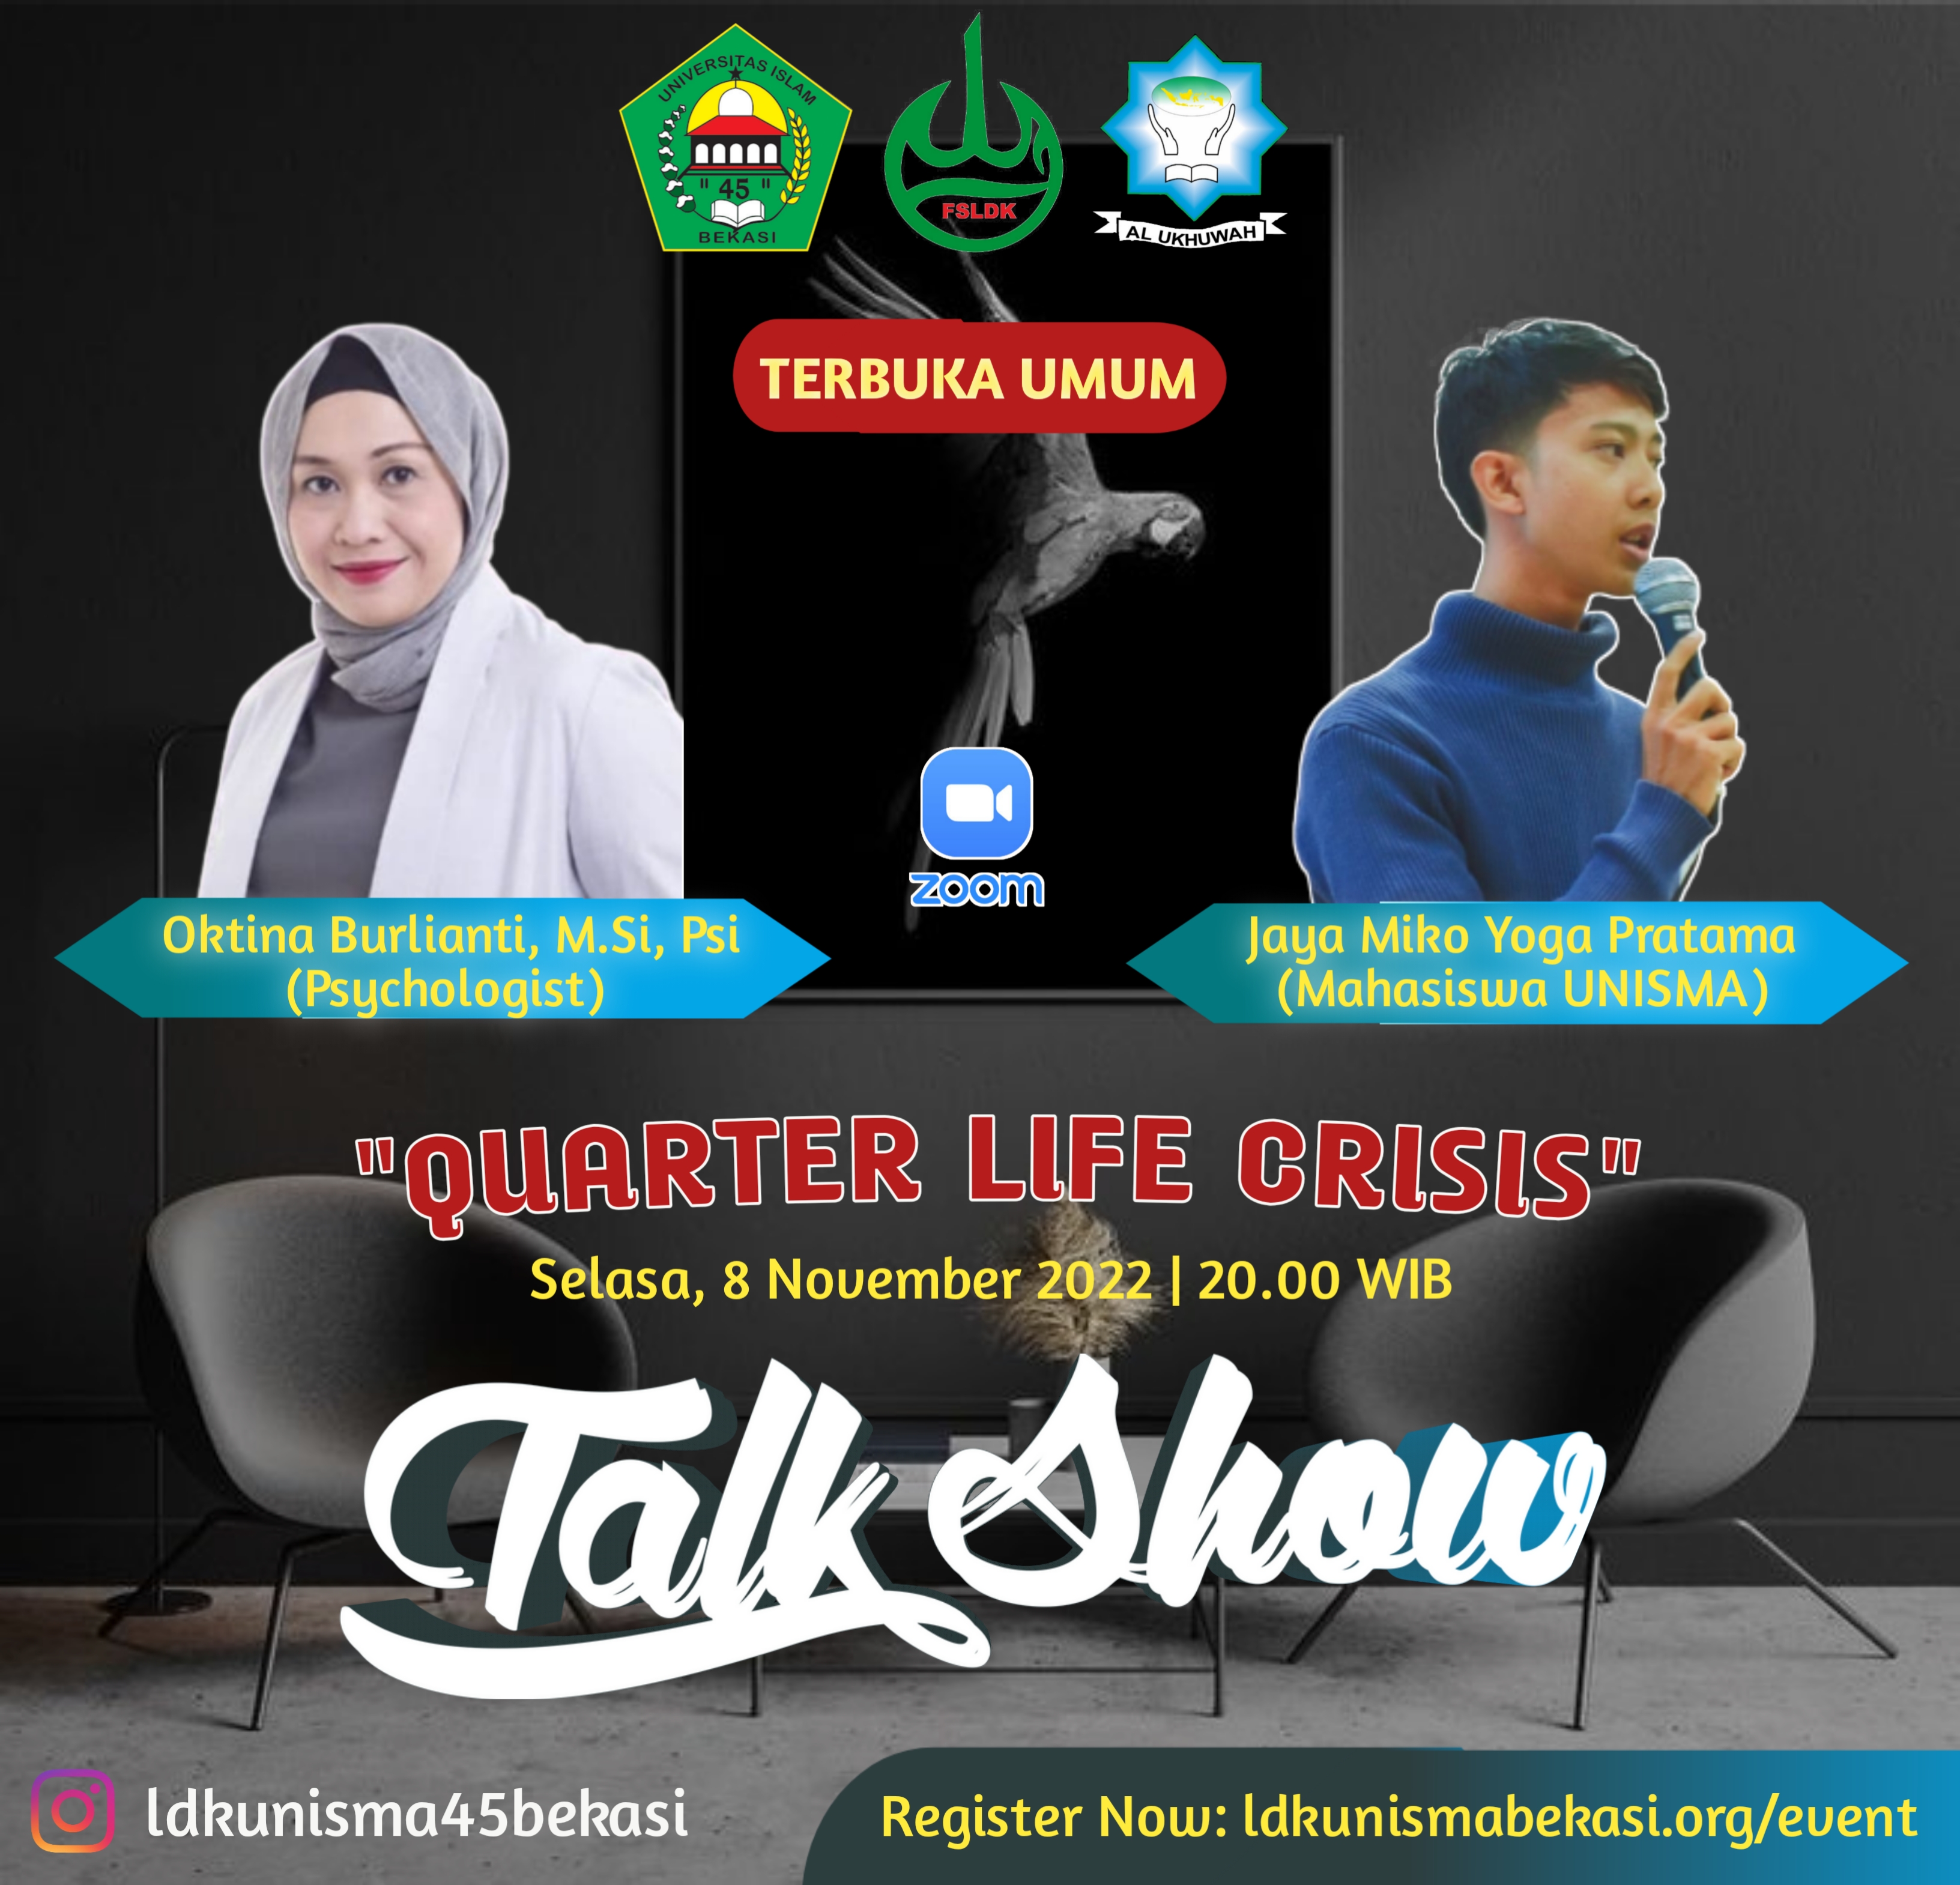 UNIVERSITAS ISLAM
" 45 "
BEKASI
FSLDK
AL UKHUWAH
TERBUKA UMUM
zoom
Oktina Burlianti, M.Si, Psi
(Psychologist)
Jaya Miko Yoga Pratama
(Mahasiswa UNISMA)
"QUARTER LIFE CRISIS"
Selasa, 8 November 2022 | 20.00 WIB
Talk Show
ldkunisma45bekasi
Register Now: ldkunismabekasi.org/event